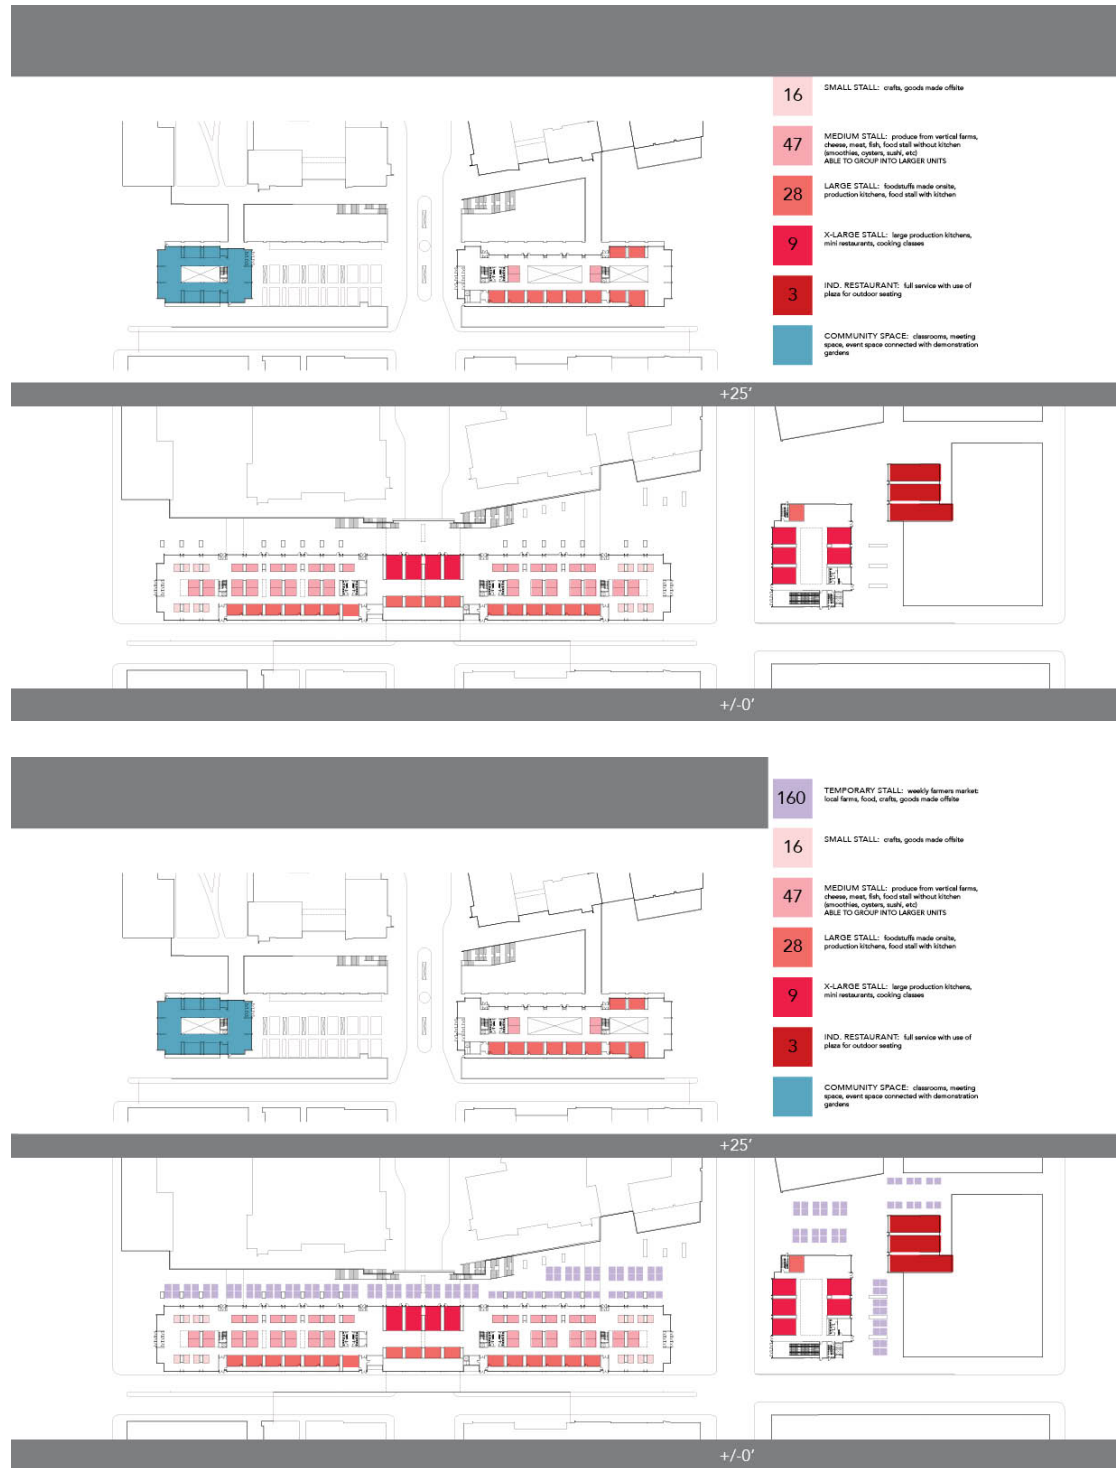 16
SMALL STALL: crafts, goods made offsite
47
MEDIUM STALL: produce from vertical farms,
cheese, meat, fish, food stall without kitchen
(smoothies, oysters, sushi, etc)
ABLE TO GROUP INTO LARGER UNITS
28
LARGE STALL: foodstuffs made onsite,
production kitchens, food stall with kitchen
9
X-LARGE STALL: large production kitchens,
mini restaurants, cooking classes
3
IND. RESTAURANT: full service with use of
plaza for outdoor seating
COMMUNITY SPACE: classrooms, meeting
space, event space connected with demonstration
gardens
+25'
+/-0'
160
TEMPORARY STALL: weekly farmers market:
local farms, food, crafts, goods made offsite
16
SMALL STALL: crafts, goods made offsite
47
MEDIUM STALL: produce from vertical farms,
cheese, meat, fish, food stall without kitchen
(smoothies, oysters, sushi, etc)
ABLE TO GROUP INTO LARGER UNITS
28
LARGE STALL: foodstuffs made onsite,
production kitchens, food stall with kitchen
9
X-LARGE STALL: large production kitchens,
mini restaurants, cooking classes
3
IND. RESTAURANT: full service with use of
plaza for outdoor seating
COMMUNITY SPACE: classrooms, meeting
space, event space connected with demonstration
gardens
+25'
+/-0'